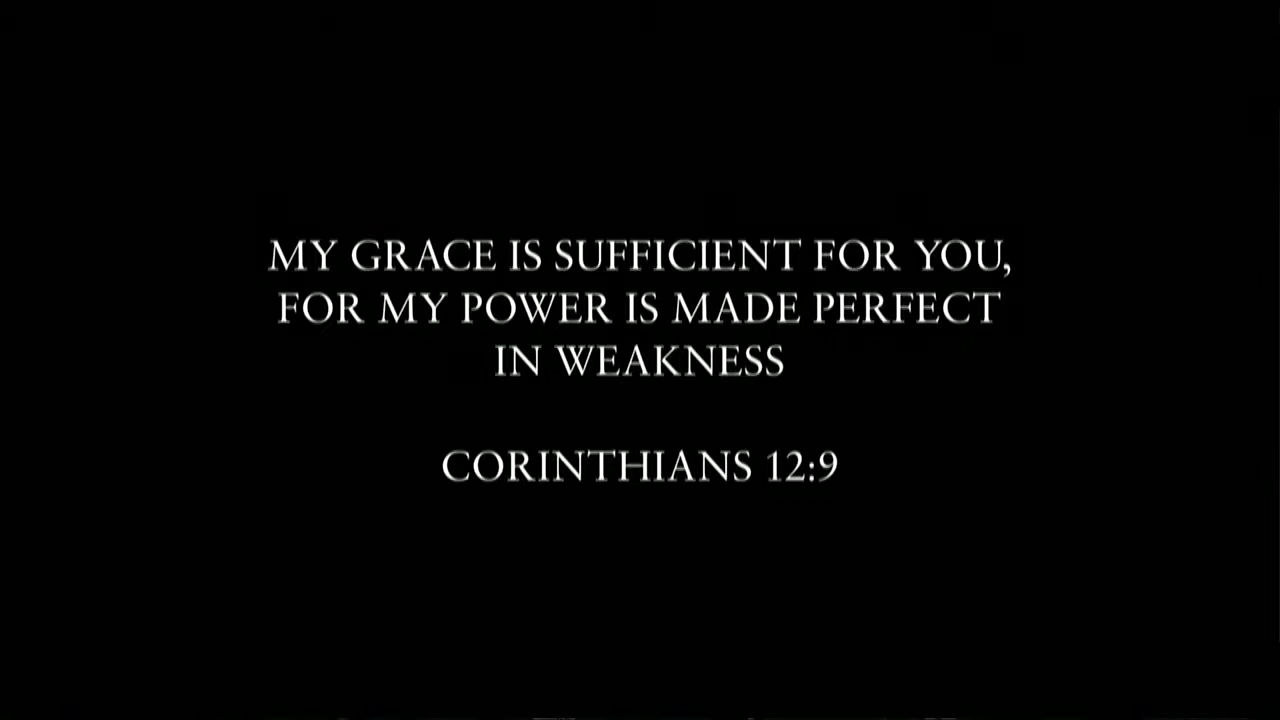 MY GRACE IS SUFFICIENT FOR YOU,
FOR MY POWER IS MADE PERFECT
IN WEAKNESS
CORINTHIANS 12:9